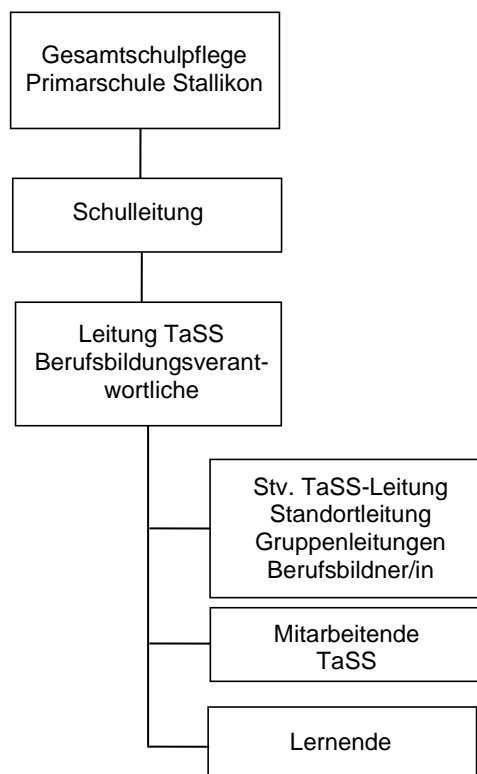 Gesamtschulpflege
Primarschule Stallikon
Schulleitung
Leitung TaSS
Berufsbildungsverant-
wortliche
Stv. TaSS-Leitung
Standortleitung
Gruppenleitungen
Berufsbildner/in
Mitarbeitende
TaSS
Lernende